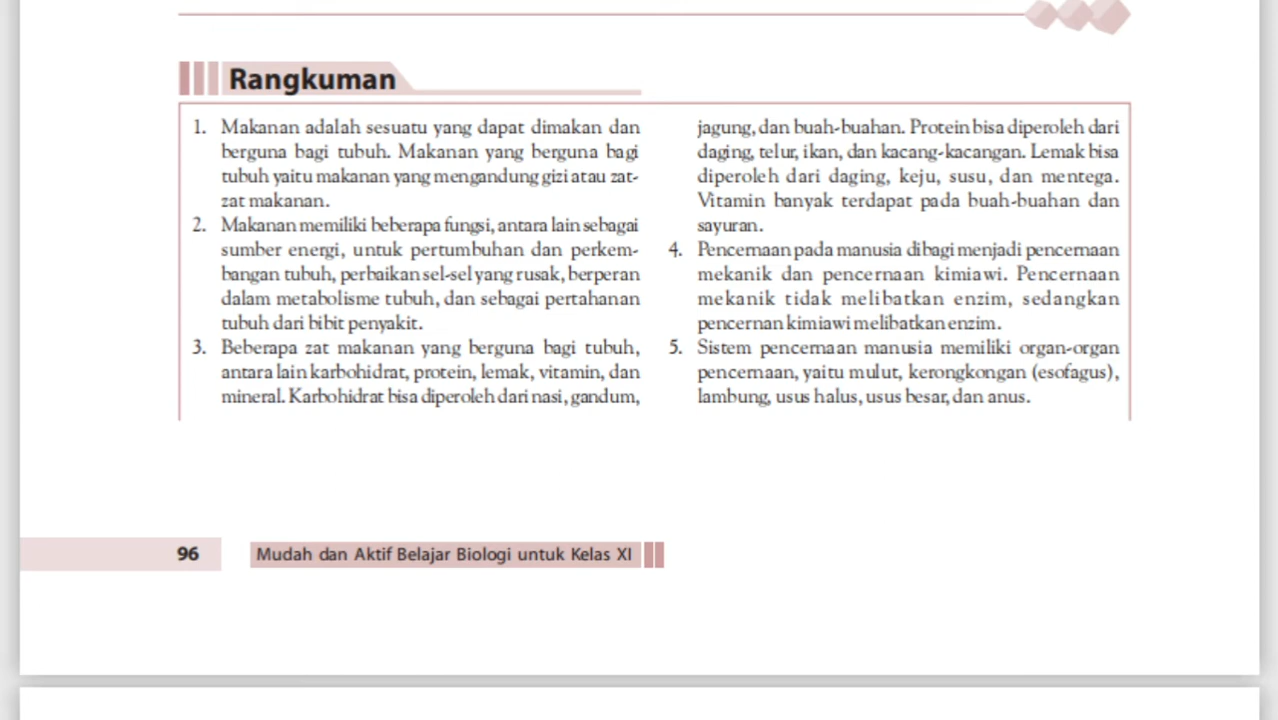 Rangkuman
1. Makanan adalah sesuatu yang dapat dimakan dan
berguna bagi tubuh. Makanan yang berguna bagi
tubuh yaitu makanan yang mengandung gizi atau zat-
zat makanan.
2. Makanan memiliki beberapa fungsi, antara lain sebagai
sumber energi, untuk pertumbuhan dan perkem-
bangan tubuh, perbaikan sel-sel yang rusak, berperan
dalam metabolisme tubuh, dan sebagai pertahanan
tubuh dari bibit penyakit.
3. Beberapa zat makanan yang berguna bagi tubuh,
antara lain karbohidrat, protein, lemak, vitamin, dan
mineral. Karbohidrat bisa diperoleh dari nasi, gandum,
jagung, dan buah-buahan. Protein bisa diperoleh dari
daging, telur, ikan, dan kacang-kacangan. Lemak bisa
diperoleh dari daging, keju, susu, dan mentega.
Vitamin banyak terdapat pada buah-buahan dan
sayuran.
4. Pencernaan pada manusia dibagi menjadi pencernaan
mekanik dan pencernaan kimiawi. Pencernaan
mekanik tidak melibatkan enzim, sedangkan
pencernan kimiawi melibatkan enzim.
5. Sistem pencernaan manusia memiliki organ-organ
pencernaan, yaitu mulut, kerongkongan (esofagus),
lambung, usus halus, usus besar, dan anus.
96 Mudah dan Aktif Belajar Biologi untuk Kelas XI